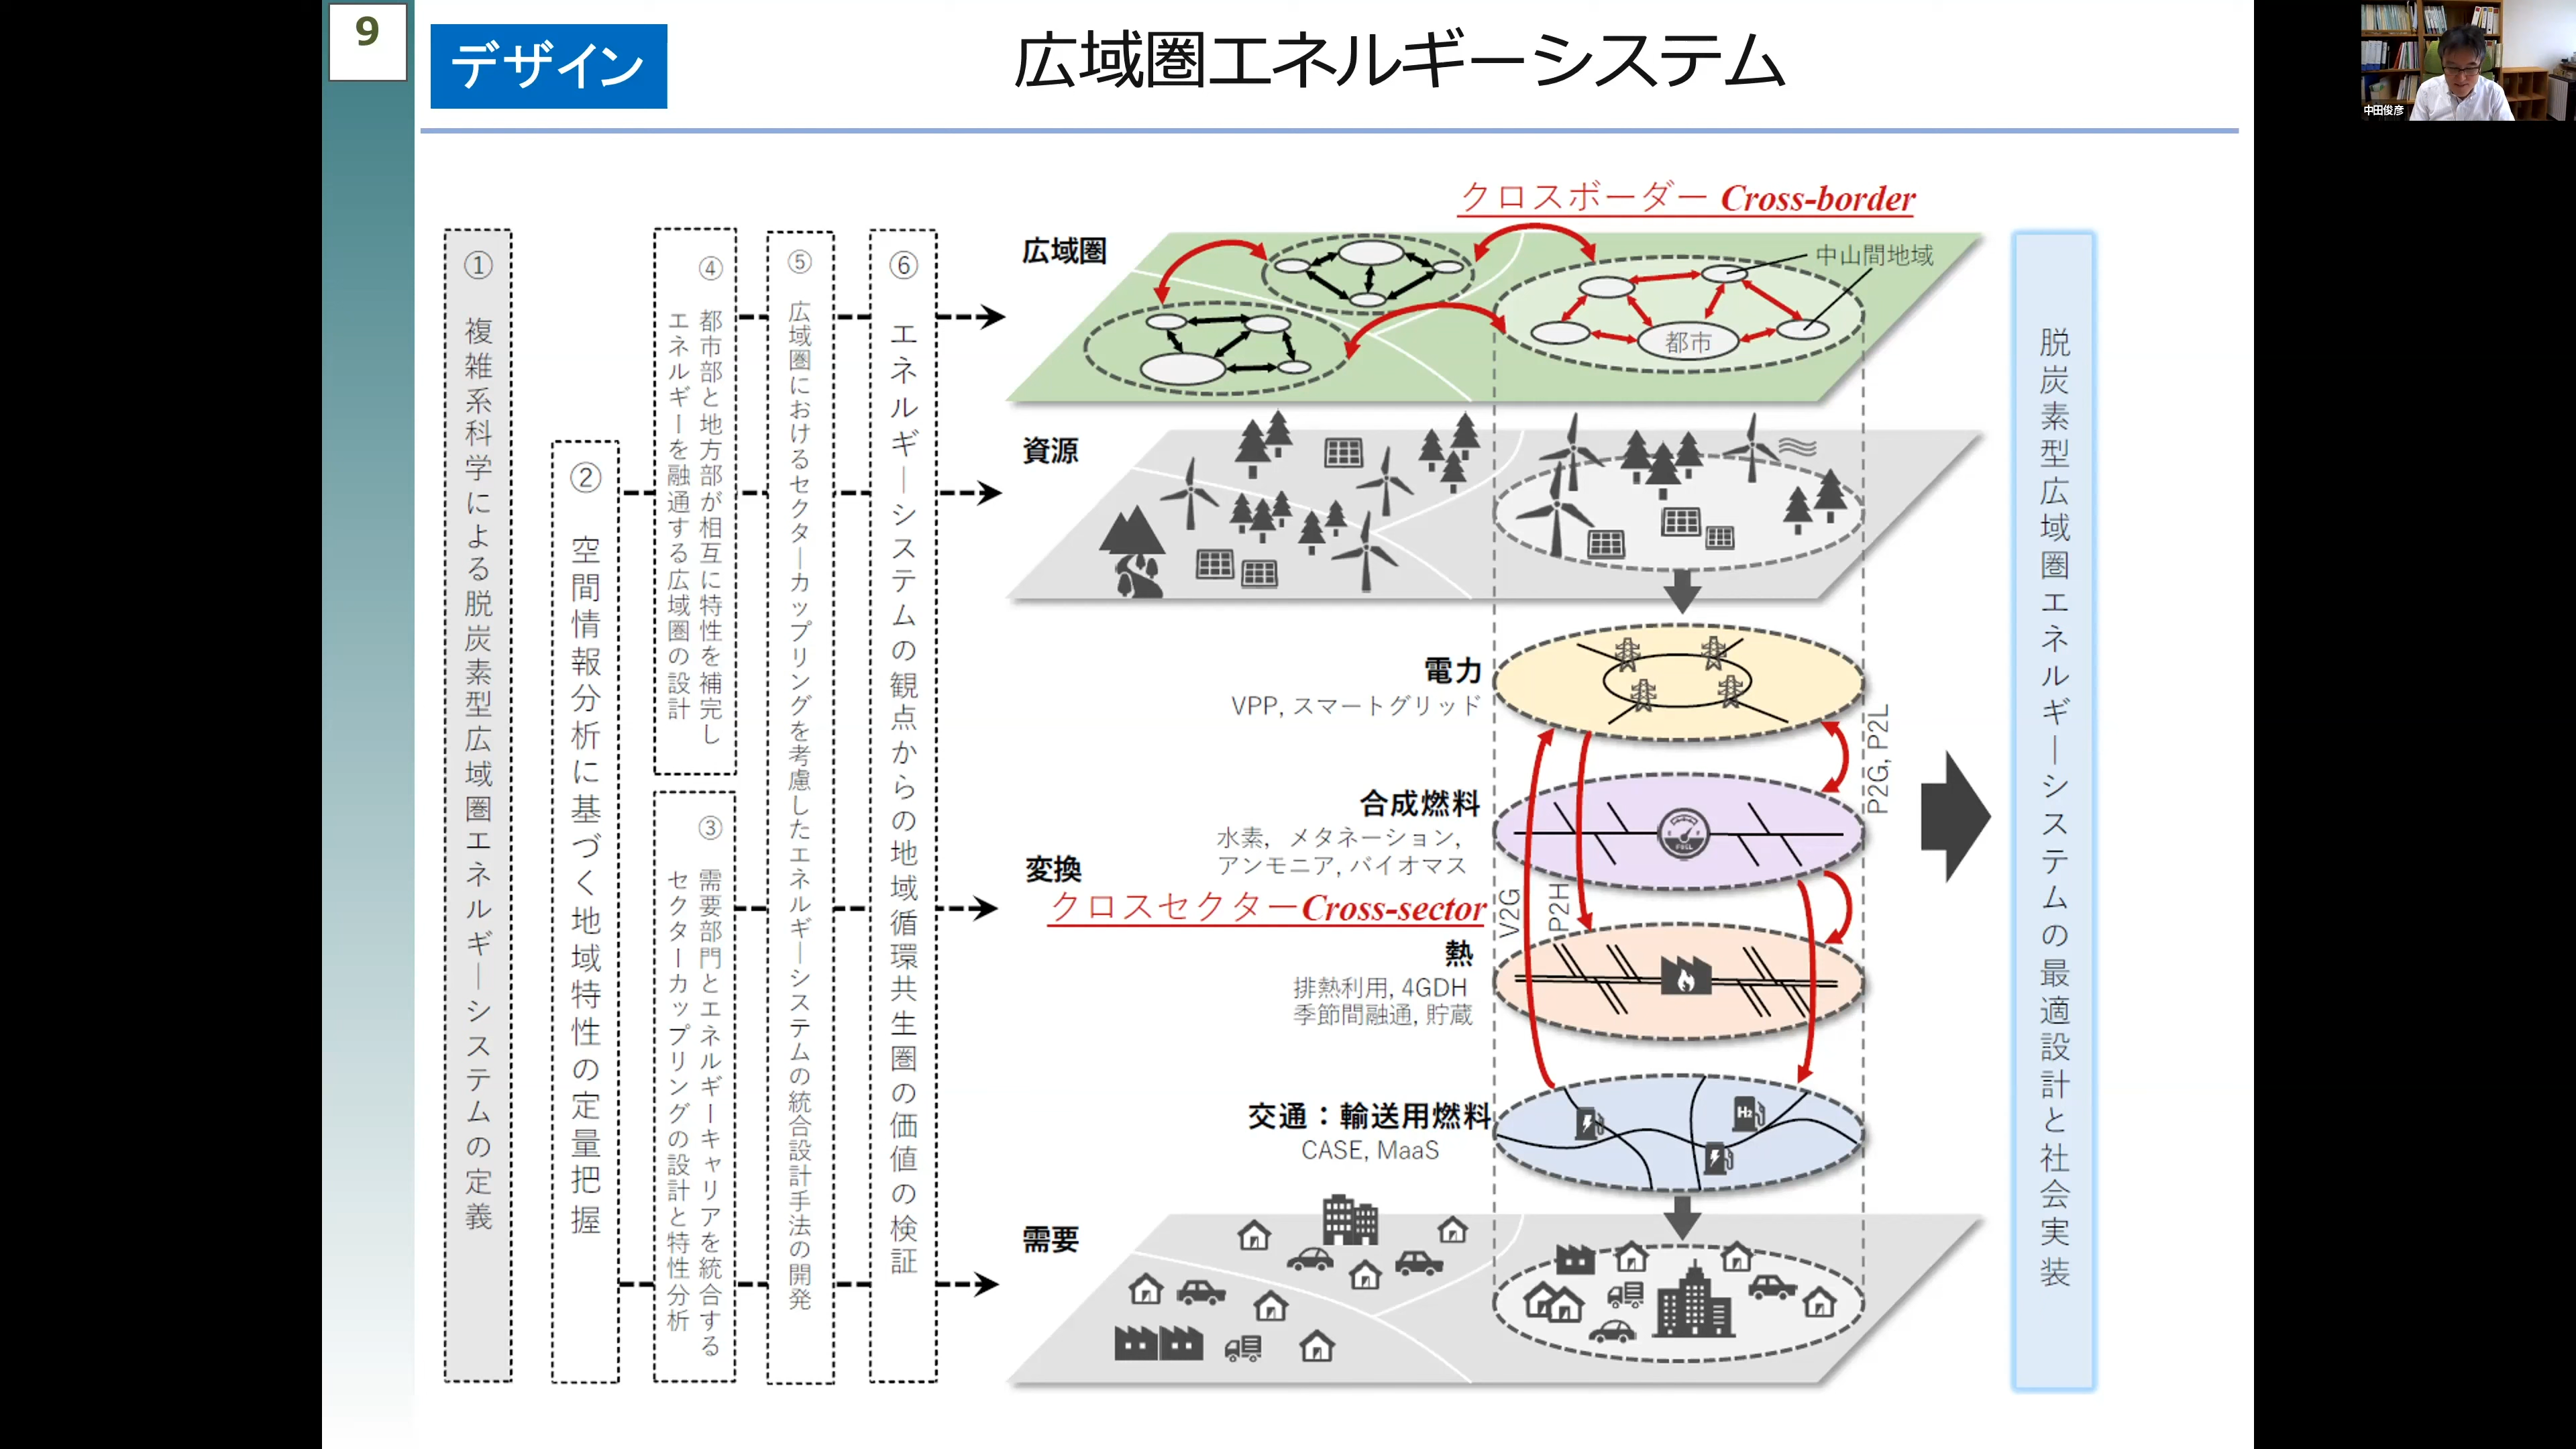 9
デザイン
広域圏エネルギーシステム
中田俊彦
① 複雑系科学による脱炭素型広域圏エネルギーシステムの定義
② 空間情報分析に基づく地域特性の定量把握
④ 都市部と地方部が相互に特性を補完し
エネルギーを融通する広域圏の設計
③ 需要部門とエネルギーキャリアを統合する
セクターカップリングの設計と特性分析
⑤ 広域圏におけるセクターカップリングを考慮したエネルギーシステムの統合設計手法の開発
⑥ エネルギーシステムの観点からの地域循環共生圏の価値の検証
クロスボーダー Cross-border
広域圏
中山間地域
都市
資源
電力
VPP, スマートグリッド
P2G, P2L
合成燃料
水素, メタネーション,
アンモニア, バイオマス
FUEL
変換
クロスセクターCross-sector
V2G
P2H
熱
排熱利用, 4GDH
季節間融通, 貯蔵
交通：輸送用燃料
CASE, MaaS
H₂
需要
脱炭素型広域圏エネルギーシステムの最適設計と社会実装